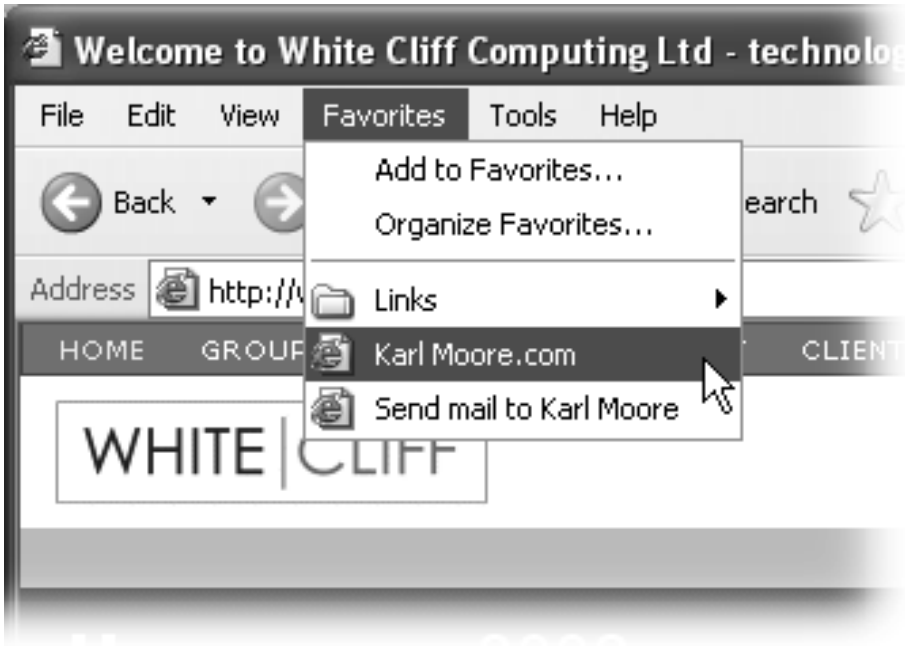 Welcome to White Cliff Computing Ltd - technolog
File Edit View Favorites Tools Help
Add to Favorites...
Organize Favorites...
Back earch
Address http://
Links
HOME GROUP CLIENT
Karl Moore.com
Send mail to Karl Moore
WHITE CLIFF